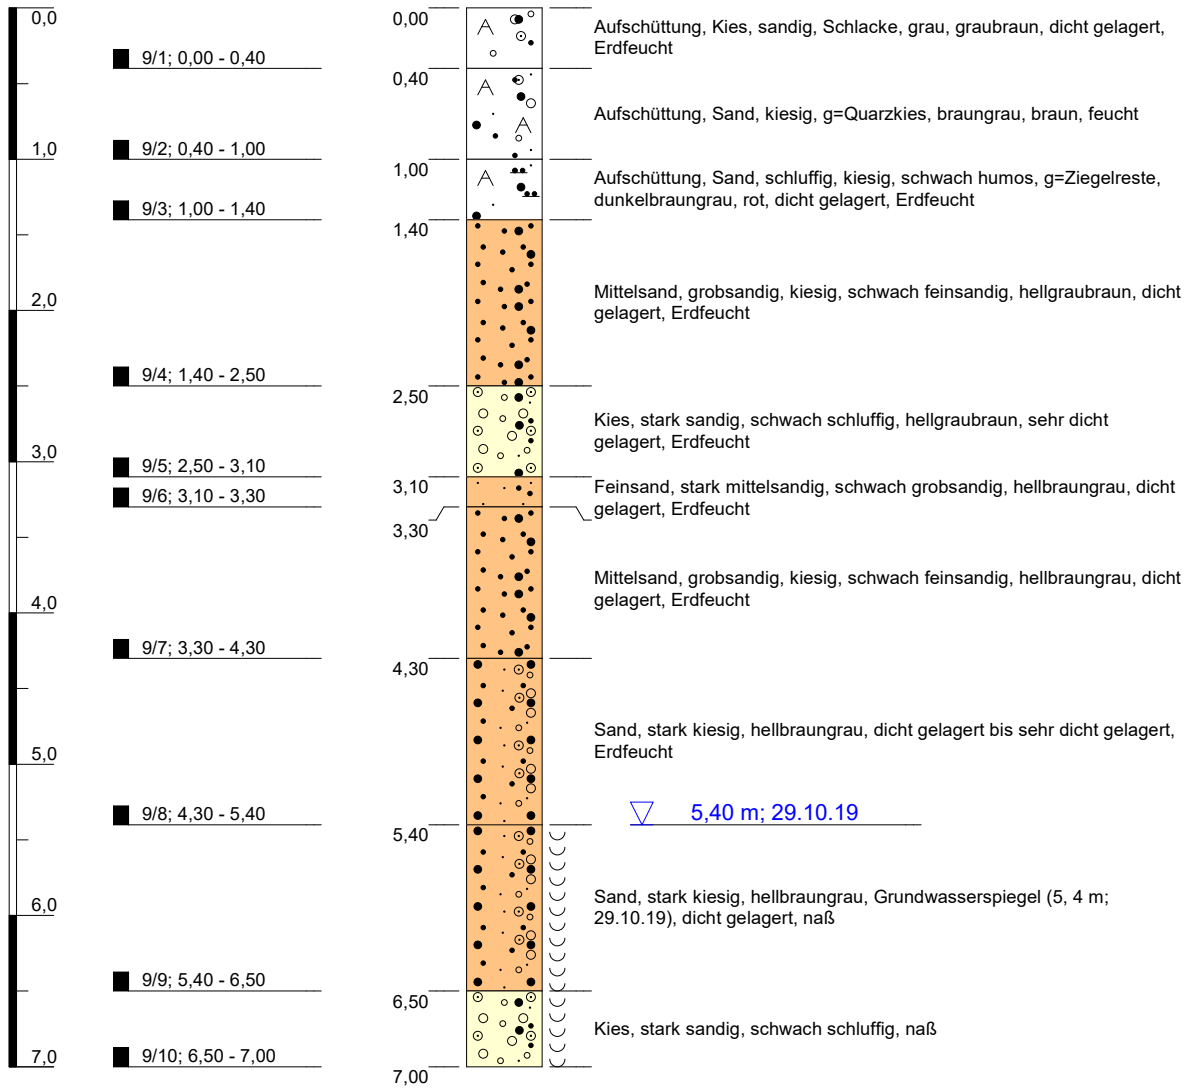 0,0
0,00
Aufschüttung, Kies, sandig, Schlacke, grau, graubraun, dicht gelagert,
Erdfeucht
9/1; 0,00 - 0,40
0,40
Aufschüttung, Sand, kiesig, g=Quarzkies, braungrau, braun, feucht
9/2; 0,40 - 1,00
1,0
1,00
Aufschüttung, Sand, schluffig, kiesig, schwach humos, g=Ziegelreste,
dunkelbraungrau, rot, dicht gelagert, Erdfeucht
9/3; 1,00 - 1,40
1,40
Mittelsand, grobsandig, kiesig, schwach feinsandig, hellgraubraun, dicht
gelagert, Erdfeucht
2,0
9/4; 1,40 - 2,50
2,50
Kies, stark sandig, schwach schluffig, hellgraubraun, sehr dicht
gelagert, Erdfeucht
3,0
9/5; 2,50 - 3,10
3,10
Feinsand, stark mittelsandig, schwach grobsandig, hellbraungrau, dicht
gelagert, Erdfeucht
9/6; 3,10 - 3,30
3,30
Mittelsand, grobsandig, kiesig, schwach feinsandig, hellbraungrau, dicht
gelagert, Erdfeucht
4,0
9/7; 3,30 - 4,30
4,30
Sand, stark kiesig, hellbraungrau, dicht gelagert bis sehr dicht gelagert,
Erdfeucht
5,0
9/8; 4,30 - 5,40
5,40 m; 29.10.19
5,40
Sand, stark kiesig, hellbraungrau, Grundwasserspiegel (5, 4 m;
29.10.19), dicht gelagert, naß
6,0
9/9; 5,40 - 6,50
6,50
Kies, stark sandig, schwach schluffig, naß
7,0
9/10; 6,50 - 7,00
7,00